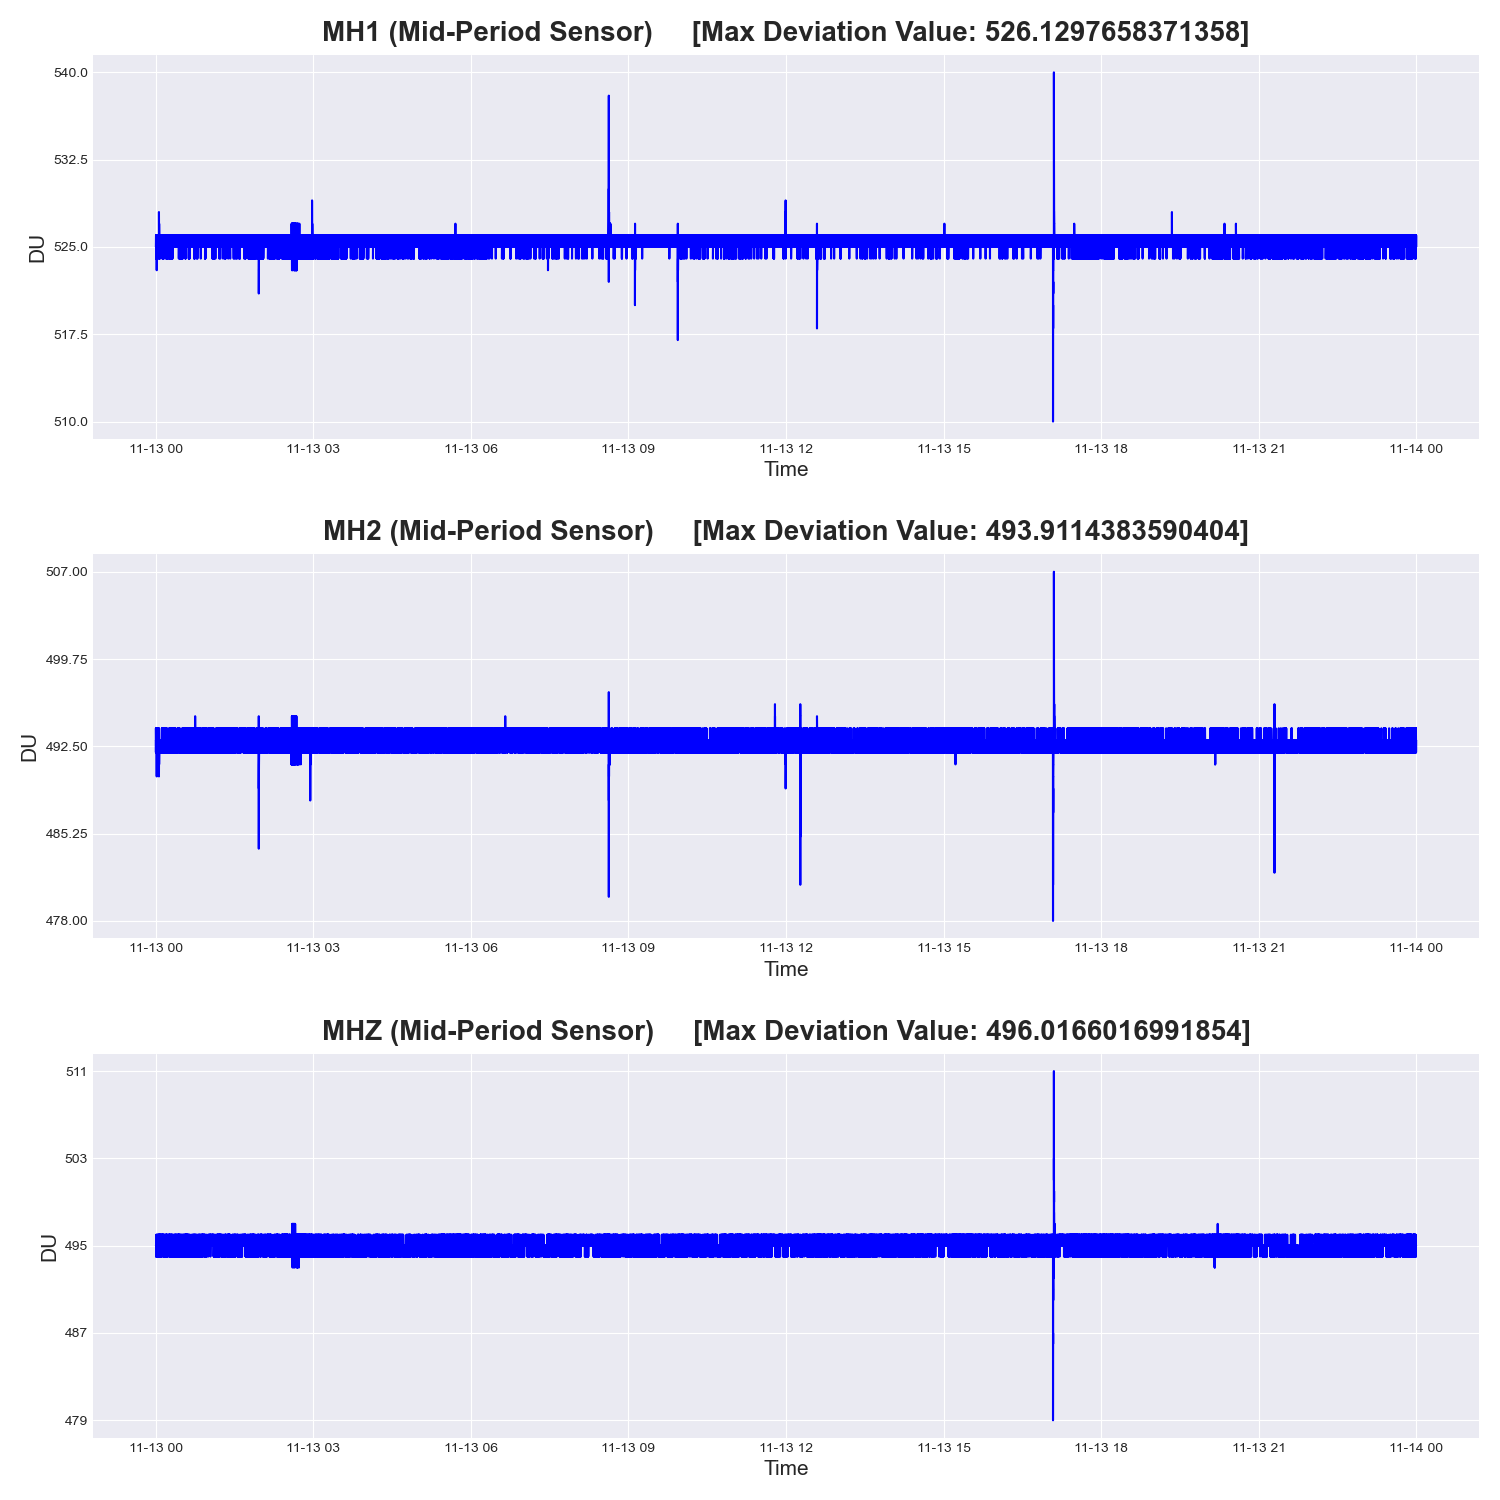 MH1 (Mid-Period Sensor) [Max Deviation Value: 526.1297658371358]
540.0
532.5
525.0
517.5
510.0
DU
11-13 00 11-13 03 11-13 06 11-13 09 11-13 12 11-13 15 11-13 18 11-13 21 11-14 00
Time
MH2 (Mid-Period Sensor) [Max Deviation Value: 493.9114383590404]
507.00
499.75
492.50
485.25
478.00
DU
11-13 00 11-13 03 11-13 06 11-13 09 11-13 12 11-13 15 11-13 18 11-13 21 11-14 00
Time
MHZ (Mid-Period Sensor) [Max Deviation Value: 496.0166016991854]
511
503
495
487
479
DU
11-13 00 11-13 03 11-13 06 11-13 09 11-13 12 11-13 15 11-13 18 11-13 21 11-14 00
Time